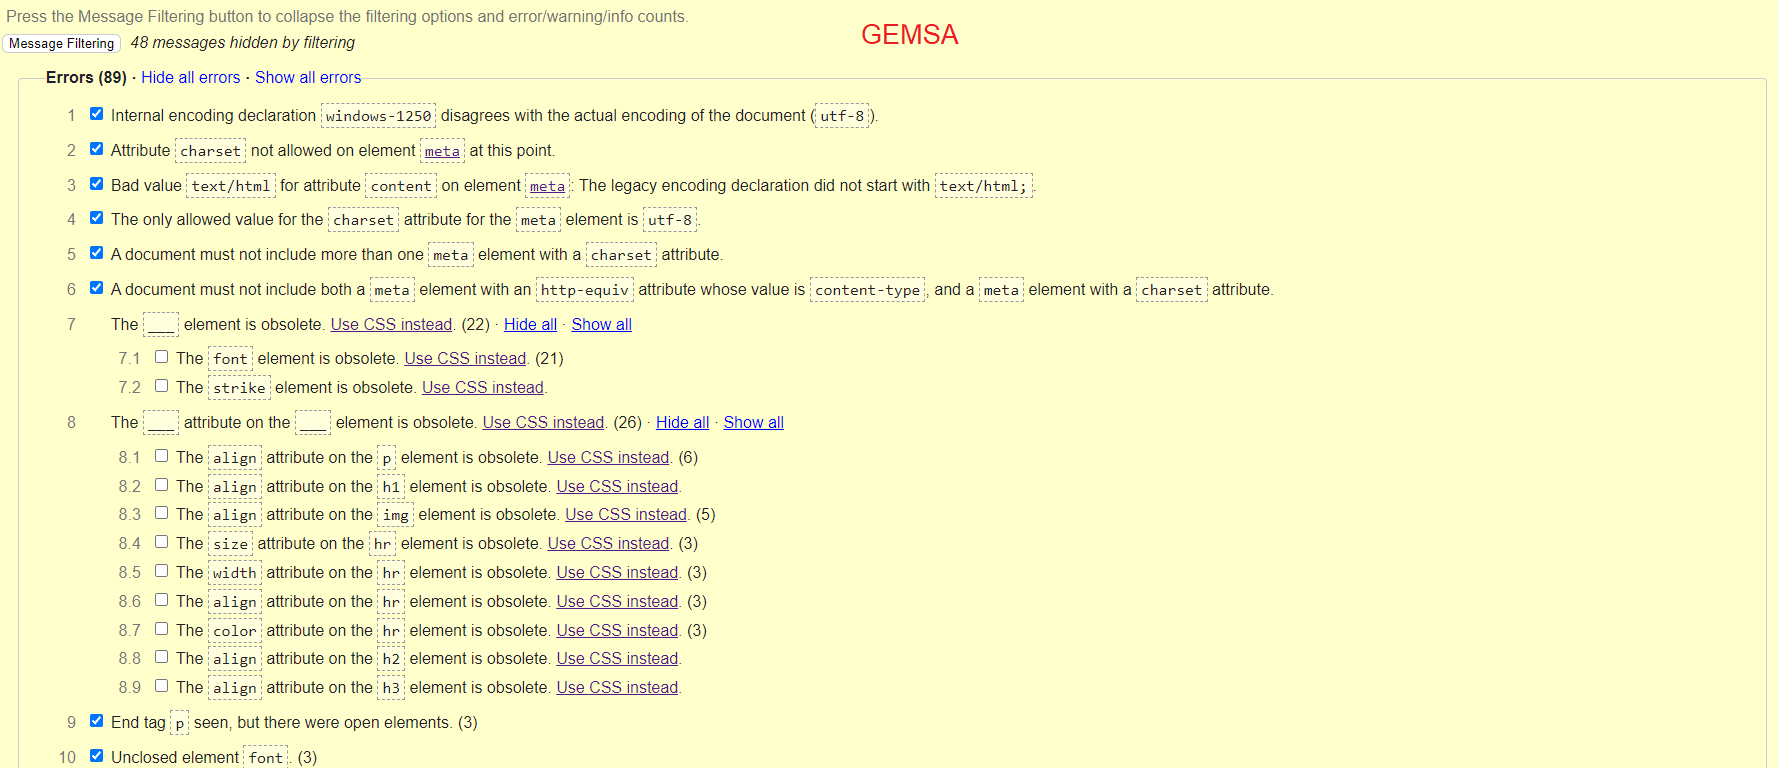 Press the Message Filtering button to collapse the filtering options and error/warning/info counts.
Message Filtering 48 messages hidden by filtering
GEMSA
Errors (89) · Hide all errors · Show all errors
1 Internal encoding declaration windows-1250 disagrees with the actual encoding of the document (utf-8).
2 Attribute charset not allowed on element meta at this point.
3 Bad value text/html for attribute content on element meta: The legacy encoding declaration did not start with text/html;.
4 The only allowed value for the charset attribute for the meta element is utf-8.
5 A document must not include more than one meta element with a charset attribute.
6 A document must not include both a meta element with an http-equiv attribute whose value is content-type, and a meta element with a charset attribute.
7 The ___ element is obsolete. Use CSS instead. (22) · Hide all · Show all
7.1 The font element is obsolete. Use CSS instead. (21)
7.2 The strike element is obsolete. Use CSS instead.
8 The ___ attribute on the ___ element is obsolete. Use CSS instead. (26) · Hide all · Show all
8.1 The align attribute on the p element is obsolete. Use CSS instead. (6)
8.2 The align attribute on the h1 element is obsolete. Use CSS instead.
8.3 The align attribute on the img element is obsolete. Use CSS instead. (5)
8.4 The size attribute on the hr element is obsolete. Use CSS instead. (3)
8.5 The width attribute on the hr element is obsolete. Use CSS instead. (3)
8.6 The align attribute on the hr element is obsolete. Use CSS instead. (3)
8.7 The color attribute on the hr element is obsolete. Use CSS instead. (3)
8.8 The align attribute on the h2 element is obsolete. Use CSS instead.
8.9 The align attribute on the h3 element is obsolete. Use CSS instead.
9 End tag p seen, but there were open elements. (3)
10 Unclosed element font. (3)